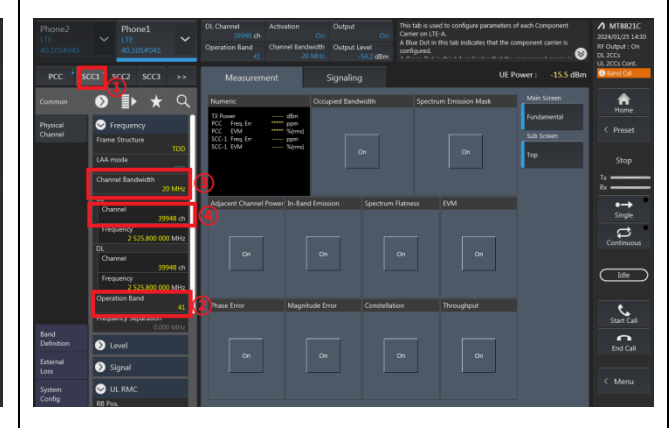 Phone2
LTE
40.105#045
Phone1
LTE
40.105#045
DL Channel
39948 ch
Activation
On
Output
On
Operation Band
41
Channel Bandwidth
20 MHz
Output Level
-54.2 dBm
This tab is used to configure parameters of each Component
Carrier on LTE-A.
A Blue Dot in this tab indicates that the component carrier is
configured.
MT8821C
2024/01/25 14:30
RF Output : On
DL 2CCs
UL 2CCs Cont.
Band Cal
PCC
SCC1
SCC2
SCC3
>>
①
Measurement
Signaling
UE Power : -15.5 dBm
Common
Physical
Channel
Band
Definition
External
Loss
System
Config
Frequency
Frame Structure
TDD
LAA mode
Channel Bandwidth
20 MHz
③
UL
Channel
39948 ch
④
Frequency
2 525.800 000 MHz
DL
Channel
39948 ch
Frequency
2 525.800 000 MHz
Operation Band
41
②
Frequency Separation
0.000 MHz
Level
Signal
UL RMC
RB Pos.
Numeric
TX Power ----- dBm
PCC Freq. Err ***** ppm
PCC EVM ***** %(rms)
SCC-1 Freq. Err ----- ppm
SCC-1 EVM ----- %(rms)
Occupied Bandwidth
On
Spectrum Emission Mask
On
Adjacent Channel Power
On
In-Band Emission
On
Spectrum Flatness
On
EVM
On
Phase Error
On
Magnitude Error
On
Constellation
On
Throughput
On
Main Screen
Fundamental
Sub Screen
Top
Home
< Preset
Stop
Tx
Rx
Single
Continuous
Idle
Start Call
End Call
< Menu